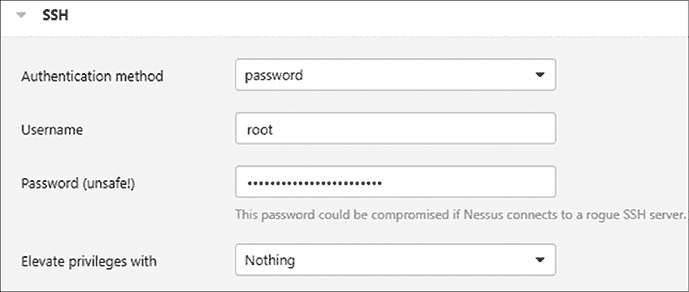 SSH
Authentication method
password
Username
root
Password (unsafe!)
••••••••••••••••••••••••
This password could be compromised if Nessus connects to a rogue SSH server.
Elevate privileges with
Nothing